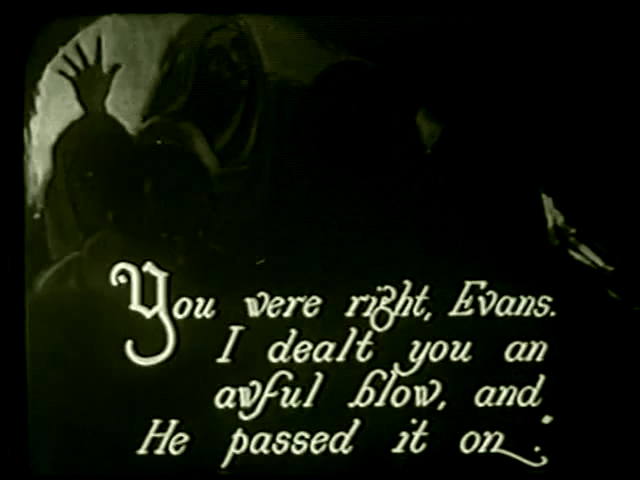 You were right, Evans.
I dealt you an
awful blow, and
He passed it on."